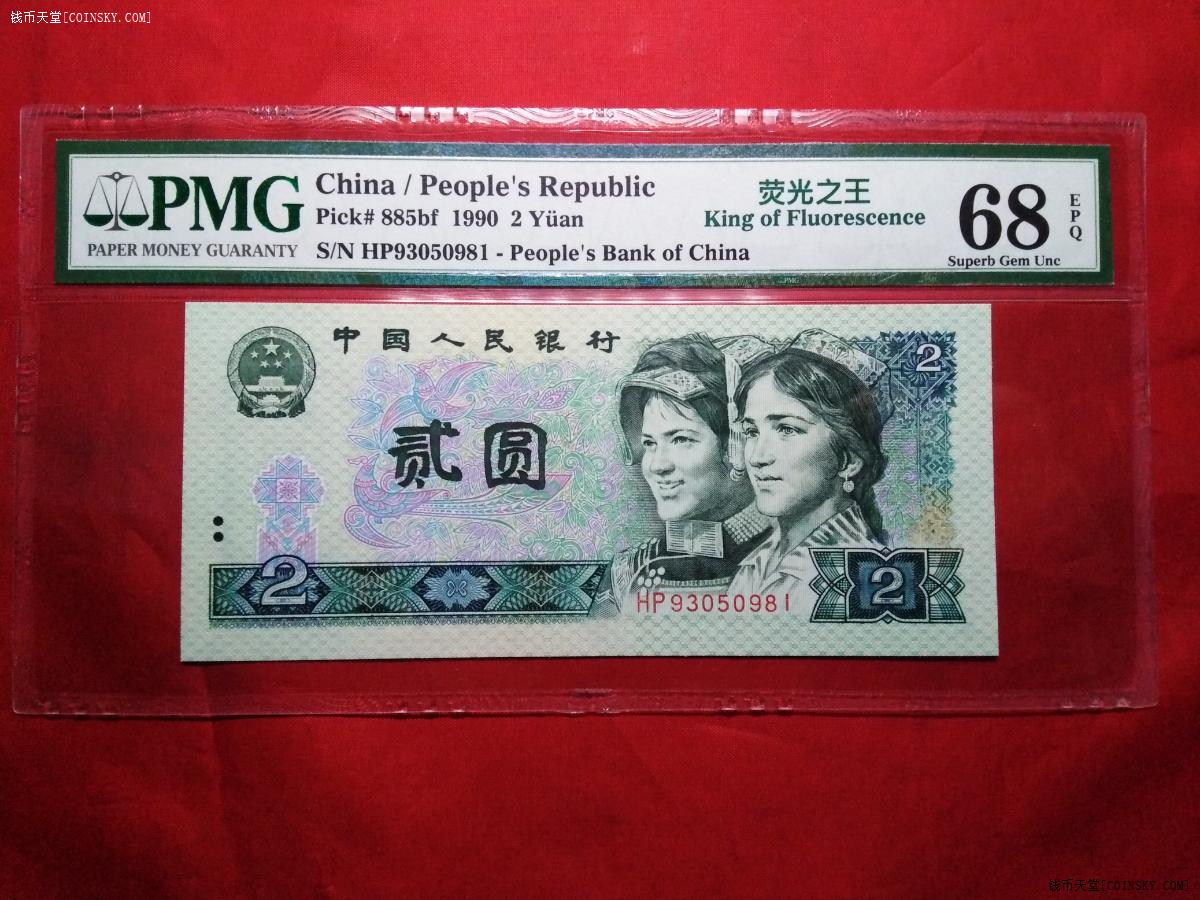 钱币天堂[COINSKY.COM]
PMG
PAPER MONEY GUARANTY
China / People's Republic
Pick# 885bf 1990 2 Yüan
S/N HP93050981 - People's Bank of China
荧光之王
King of Fluorescence
68
EPQ
Superb Gem Unc
PMG
中国人民银行
2
贰圆
2
2
HP93050981
钱币天堂[COINSKY.COM]